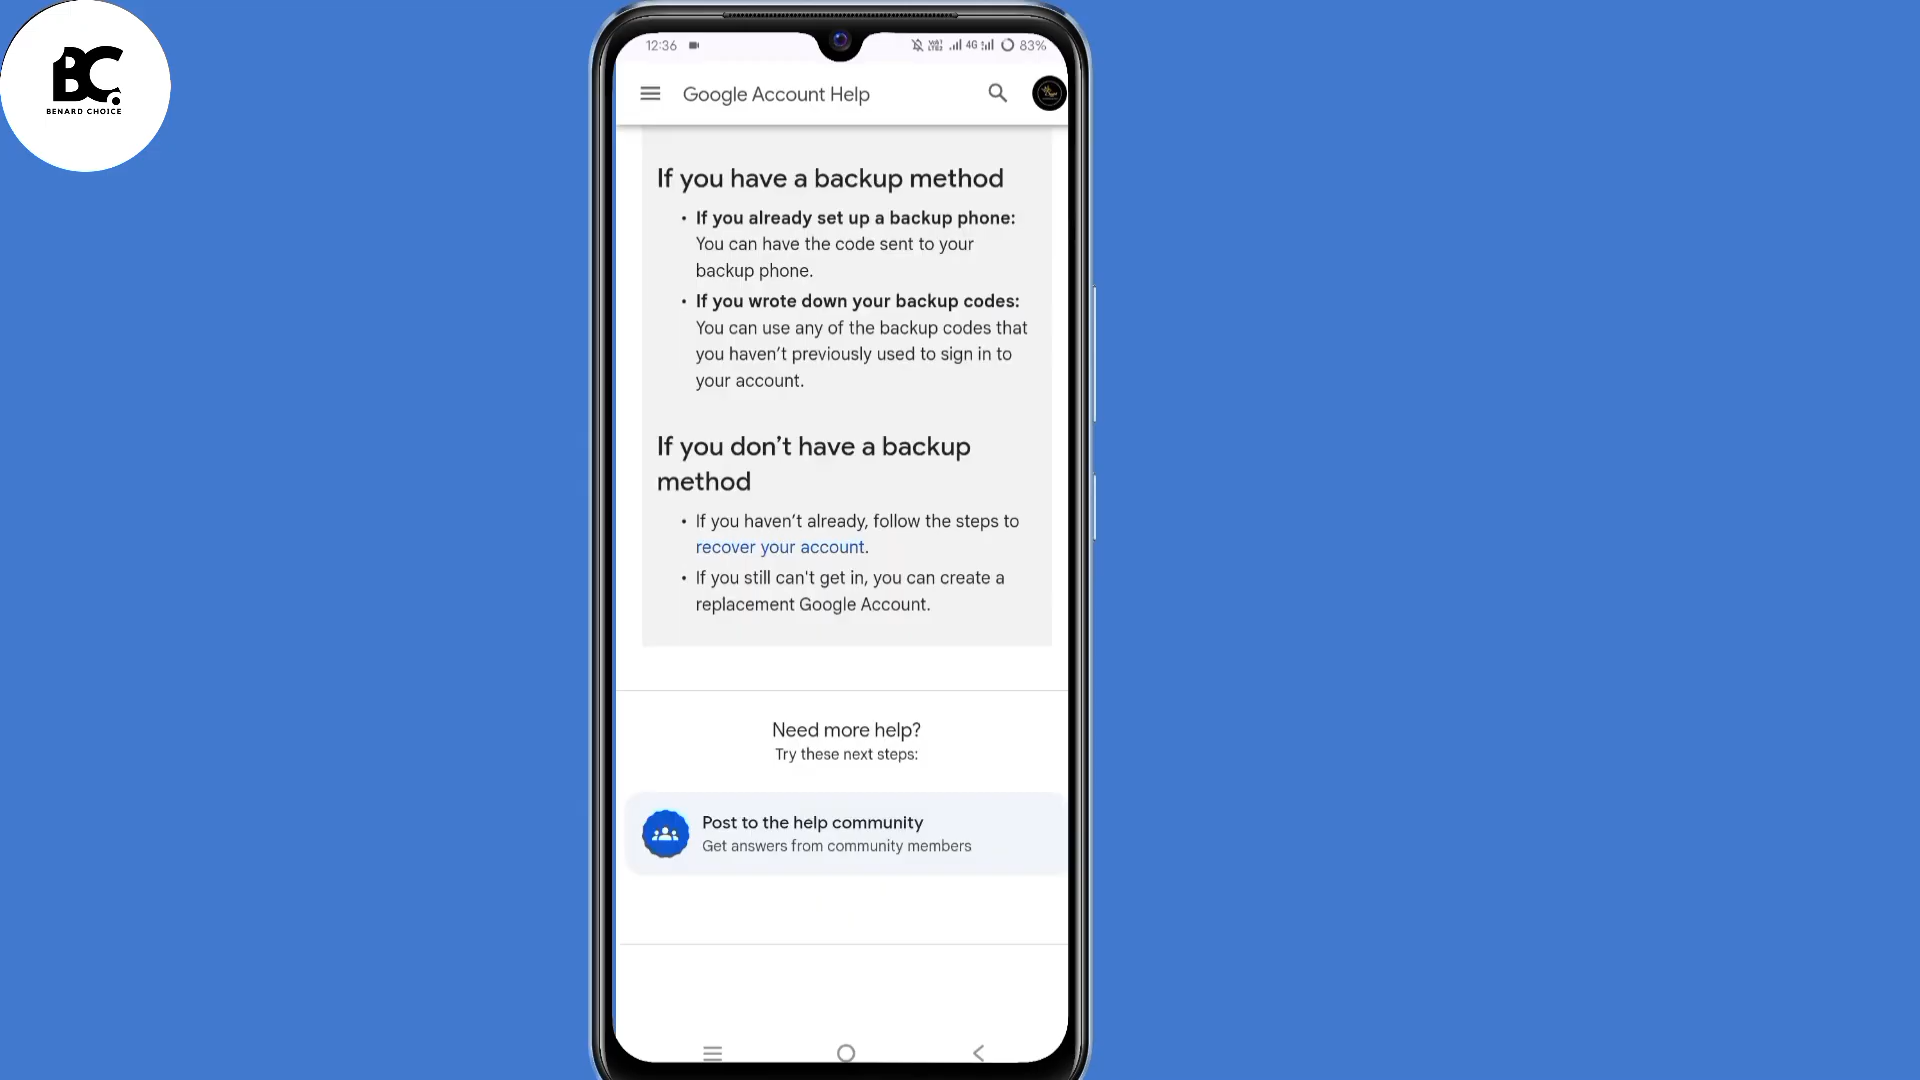 BC
BENARD CHOICE
12:36
4G
83%
Google Account Help
If you have a backup method
• If you already set up a backup phone:
You can have the code sent to your
backup phone.
• If you wrote down your backup codes:
You can use any of the backup codes that
you haven’t previously used to sign in to
your account.
If you don’t have a backup
method
• If you haven’t already, follow the steps to
recover your account.
• If you still can't get in, you can create a
replacement Google Account.
Need more help?
Try these next steps:
Post to the help community
Get answers from community members